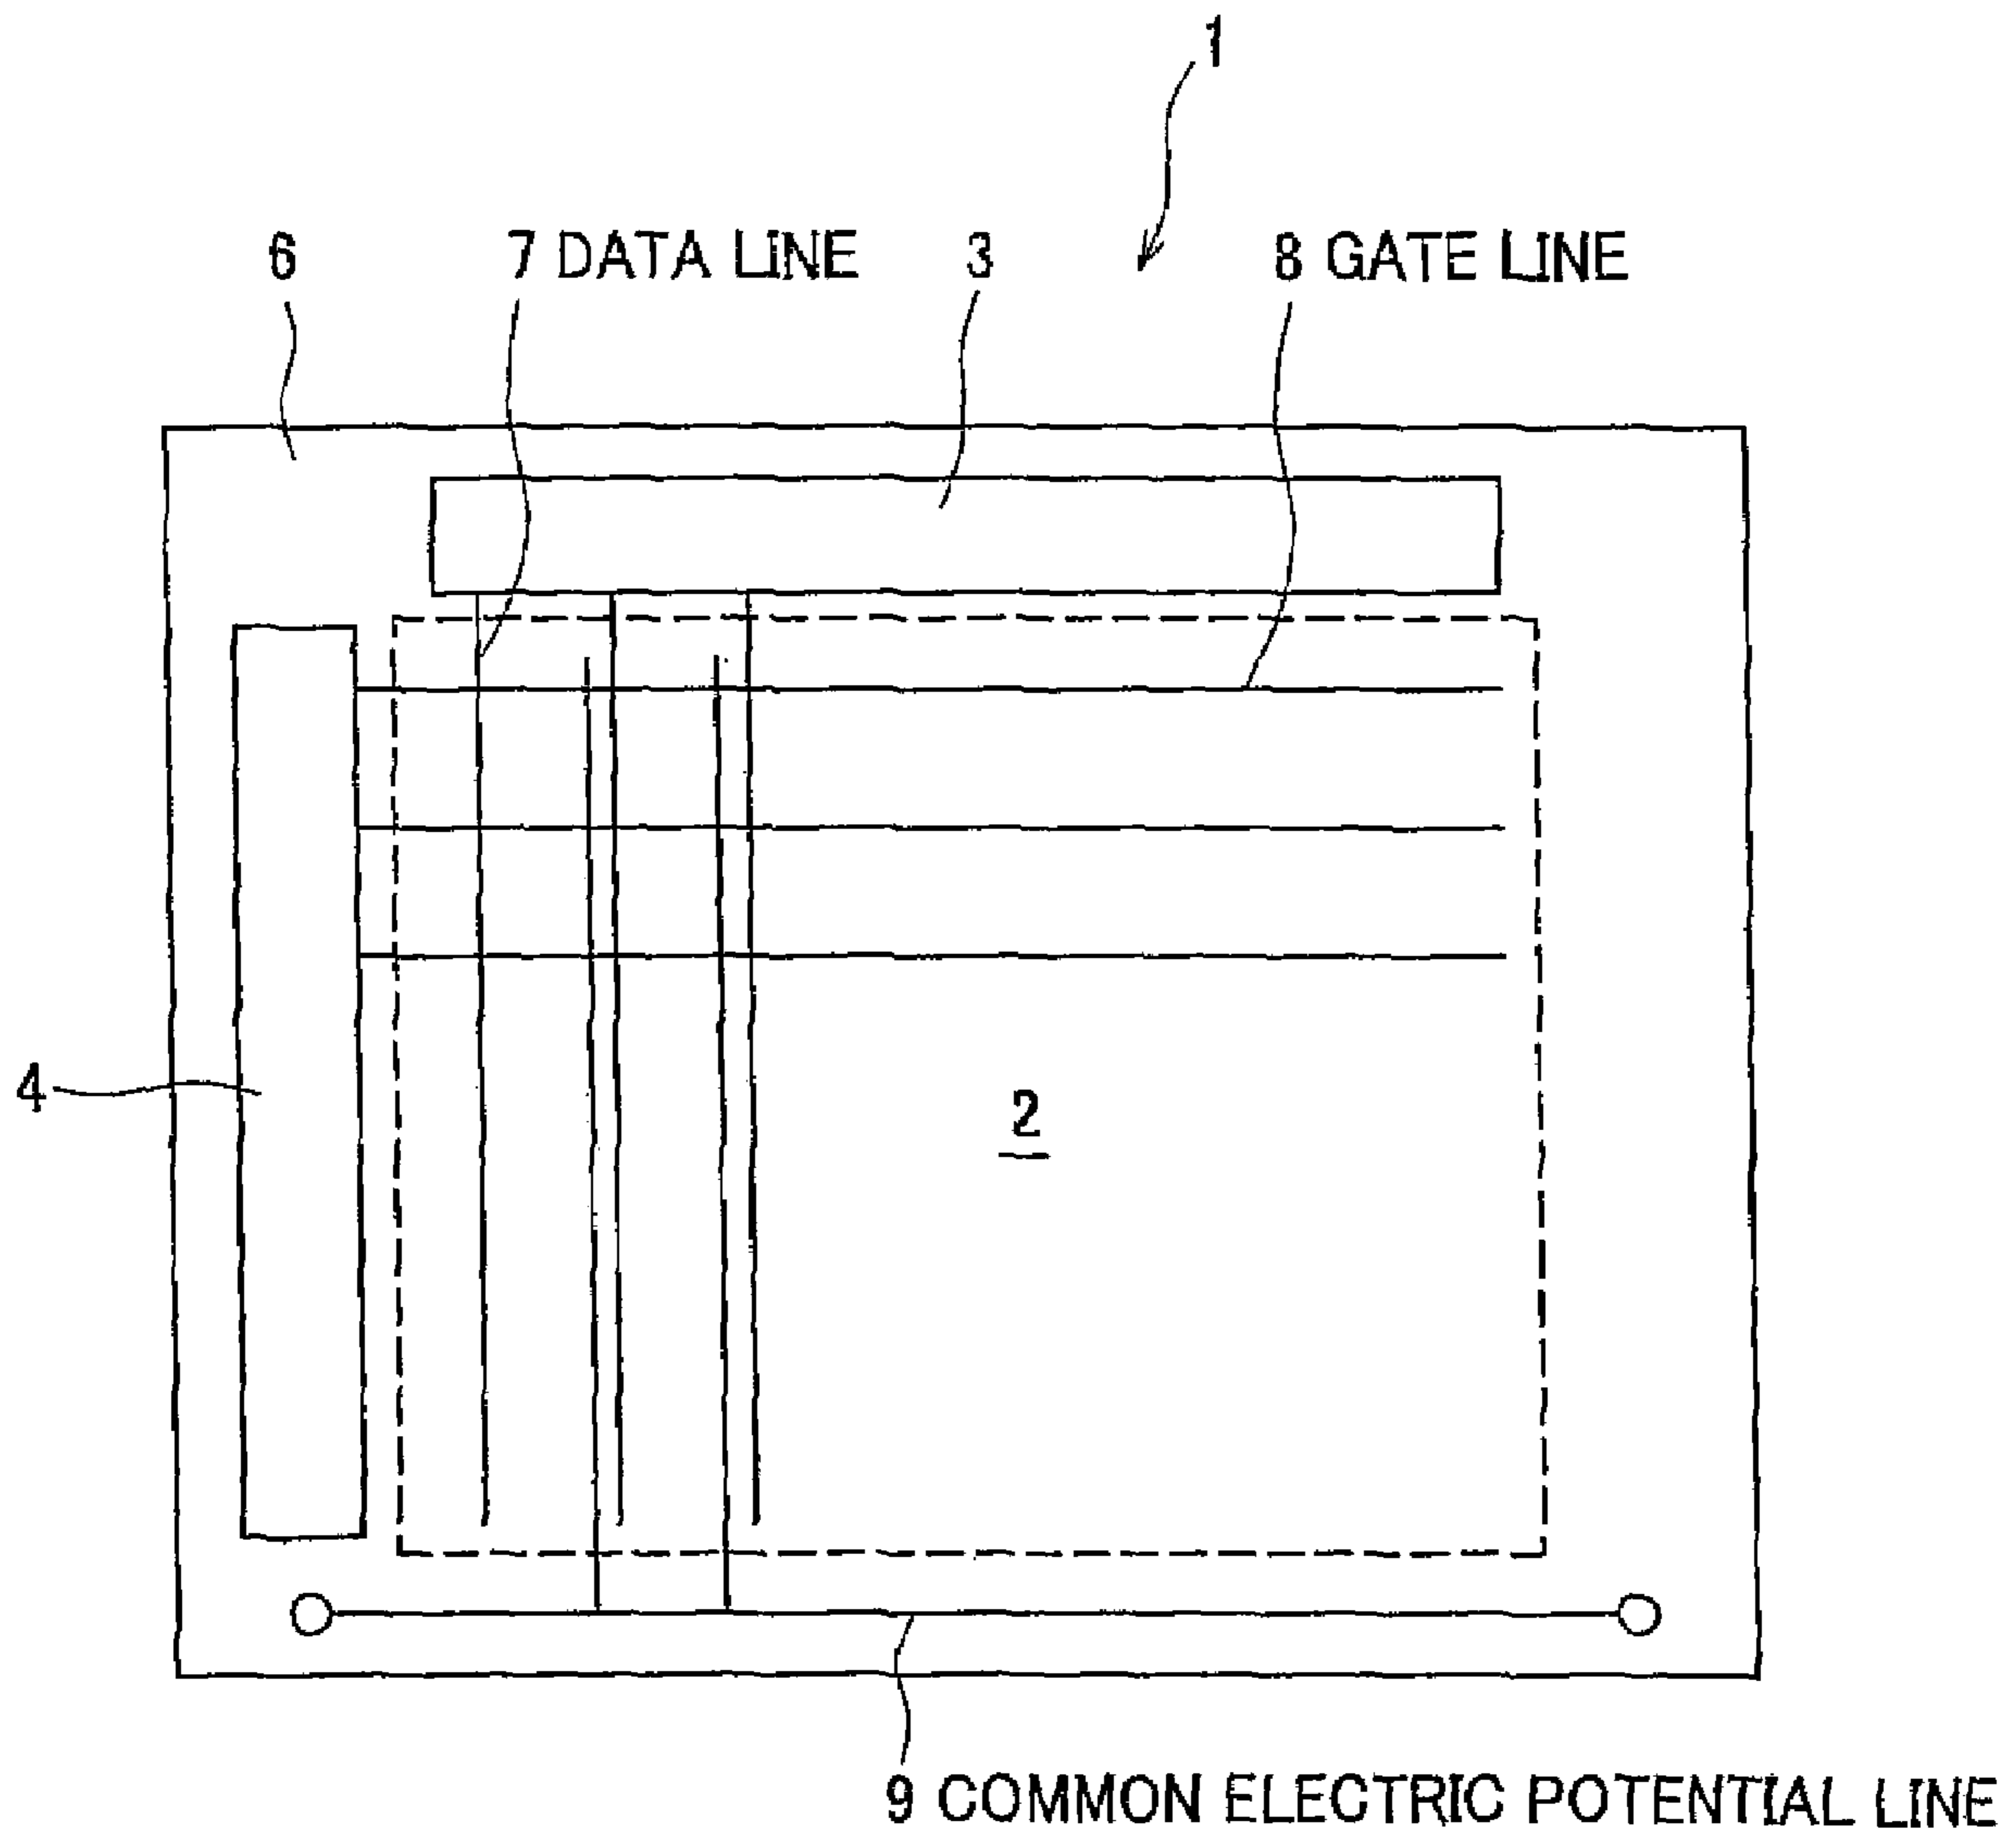 1
6
7 DATA LINE
3
8 GATE LINE
4
2
9 COMMON ELECTRIC POTENTIAL LINE